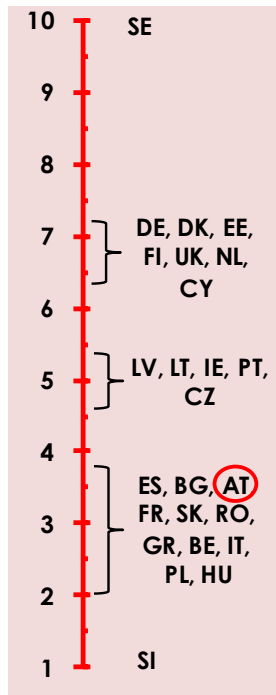 10 SE
9
8
7
DE, DK, EE,
FI, UK, NL,
CY
6
5
LV, LT, IE, PT,
CZ
4
ES, BG, AT
3
FR, SK, RO,
GR, BE, IT,
PL, HU
2
1 SI